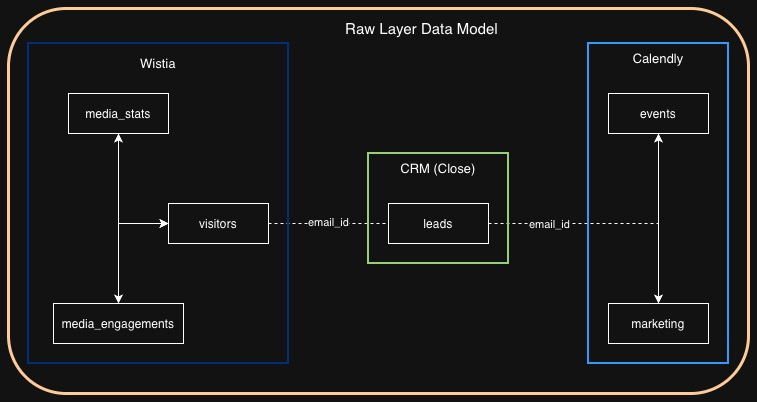 Raw Layer Data Model
Wistia
media_stats
visitors
media_engagements
email_id
CRM (Close)
leads
email_id
Calendly
events
marketing